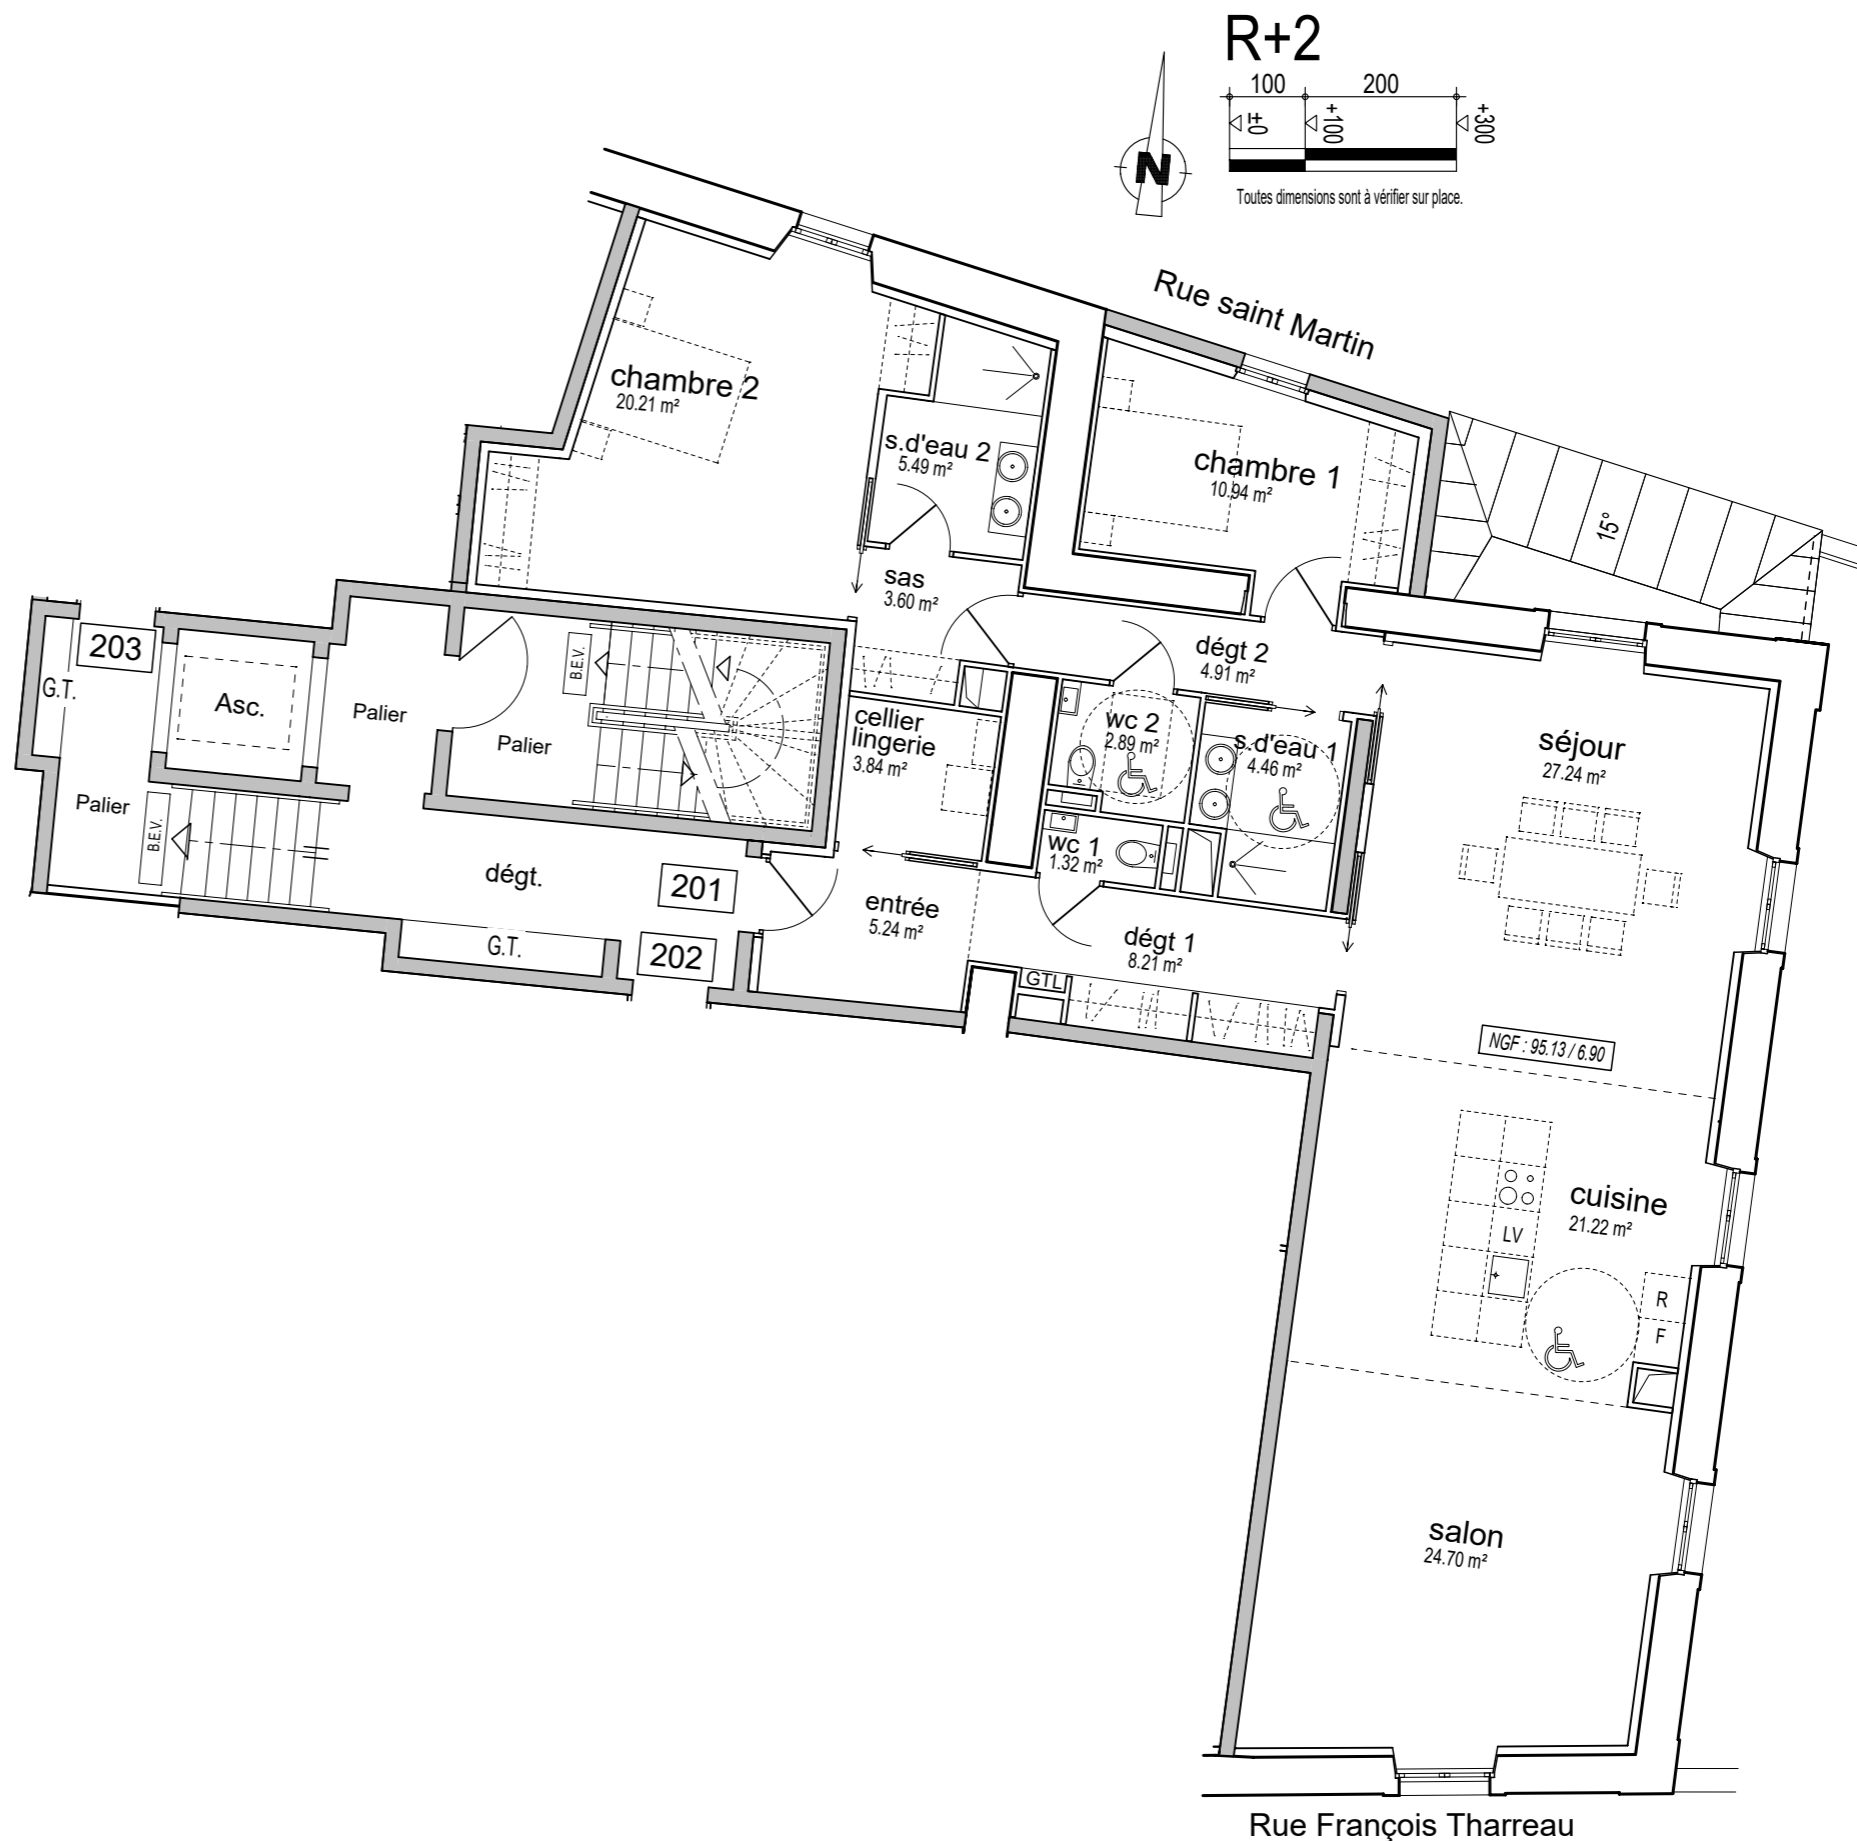 R+2
100
200
±0
+100
+300
N
Toutes dimensions sont à vérifier sur place.
Rue saint Martin
chambre 2
20.21 m²
s.d'eau 2
5.49 m²
chambre 1
10.94 m²
15°
sas
3.60 m²
dégt 2
4.91 m²
203
G.T.
Asc.
Palier
B.E.V.
Palier
cellier
lingerie
3.84 m²
wc 2
2.89 m²
s.d'eau 1
4.46 m²
séjour
27.24 m²
Palier
B.E.V.
dégt.
201
wc 1
1.32 m²
entrée
5.24 m²
dégt 1
8.21 m²
G.T.
202
GTL
NGF : 95.13 / 6.90
cuisine
21.22 m²
LV
R
F
salon
24.70 m²
Rue François Tharreau